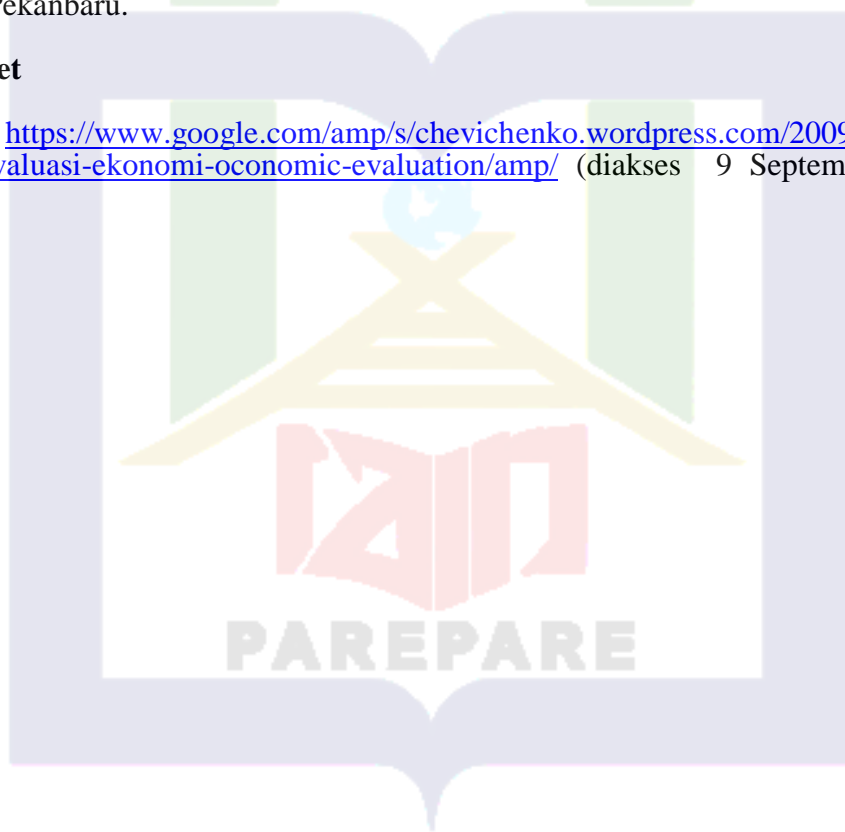 ekanbaru.
et
https://www.google.com/amp/s/chevichenko.wordpress.com/2009
valuasi-ekonomi-oconomic-evaluation/amp/ (diakses 9 Septem
PAREPARE